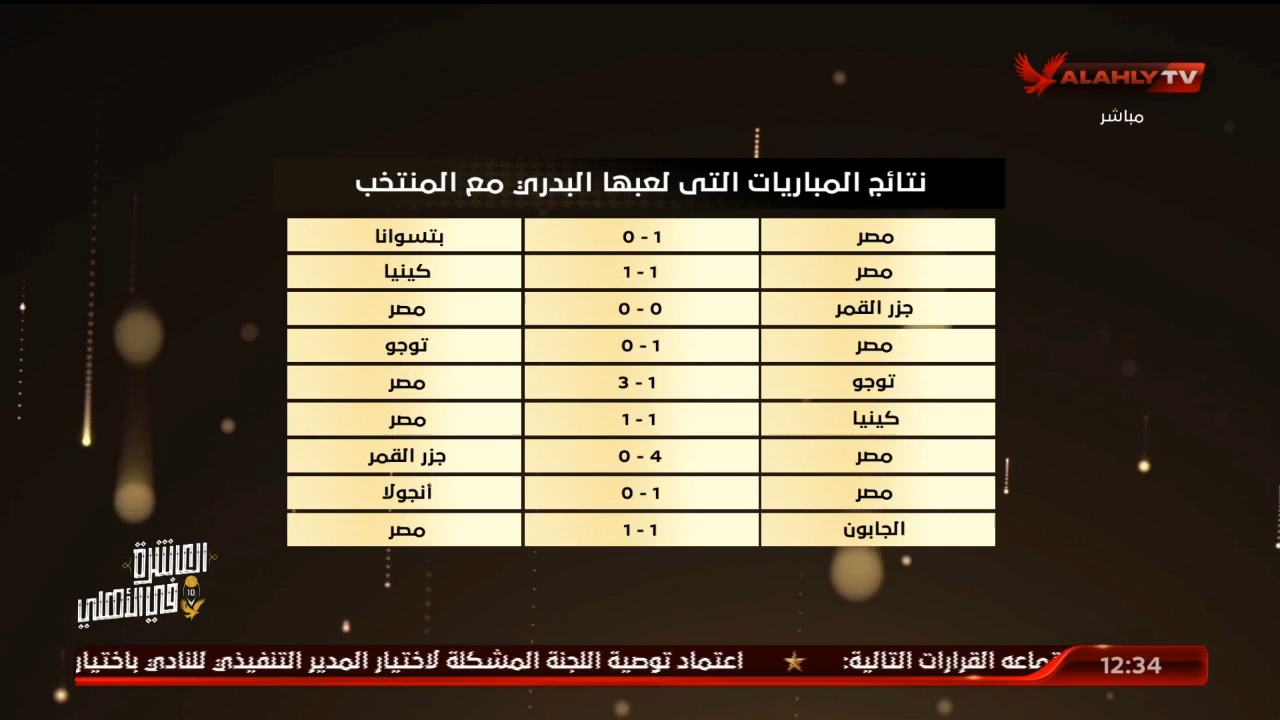 ALAHLY TV
مباشر
نتائج المباريات التى لعبها البدري مع المنتخب
مصر 1 - 0 بتسوانا
مصر 1 - 1 كينيا
جزر القمر 0 - 0 مصر
مصر 1 - 0 توجو
توجو 1 - 3 مصر
كينيا 1 - 1 مصر
مصر 4 - 0 جزر القمر
مصر 1 - 0 أنجولا
الجابون 1 - 1 مصر
العاشرة
في الأهلي
10
12:34 القرارات التالية: اعتماد توصية اللجنة المشكلة لاختيار المدير التنفيذي للنادي باختيار